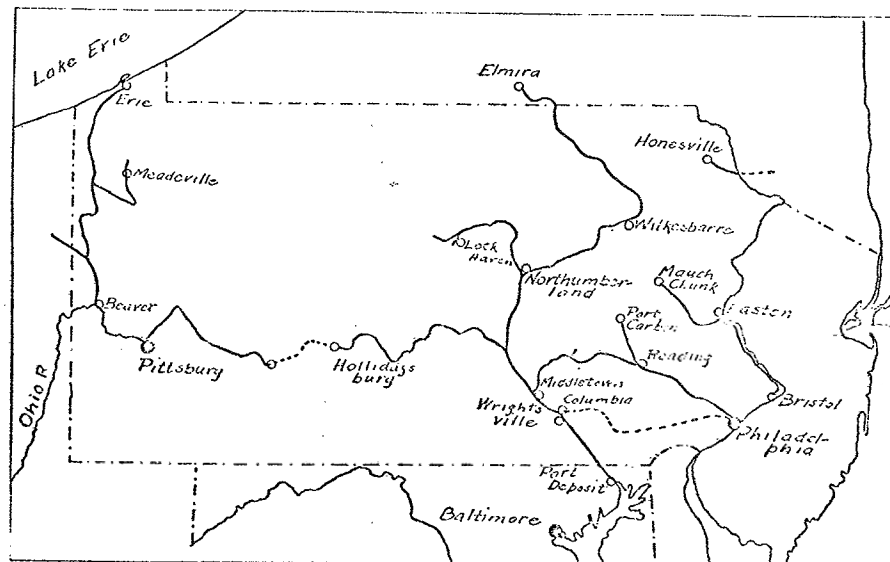 Lake Erie
Erie
Elmira
Honesville
Meadville
Wilkesbarre
Lock
Haven
Northumber-
land
Mauch
Chunk
Easton
Beaver
Port
Carbon
Pittsburg
Hollidays
burg
Reading
Ohio R
Middletown
Columbia
Wrights
ville
Bristol
Philadel-
phia
Port
Deposit
Baltimore